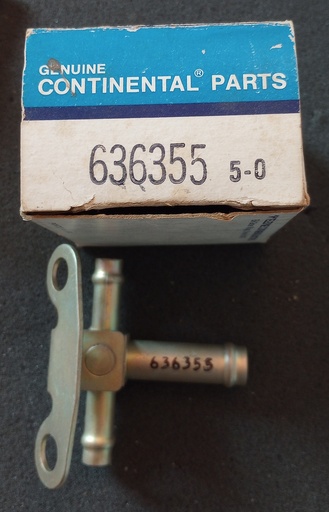 GENUINE
CONTINENTAL® PARTS
636355 5-0
636355